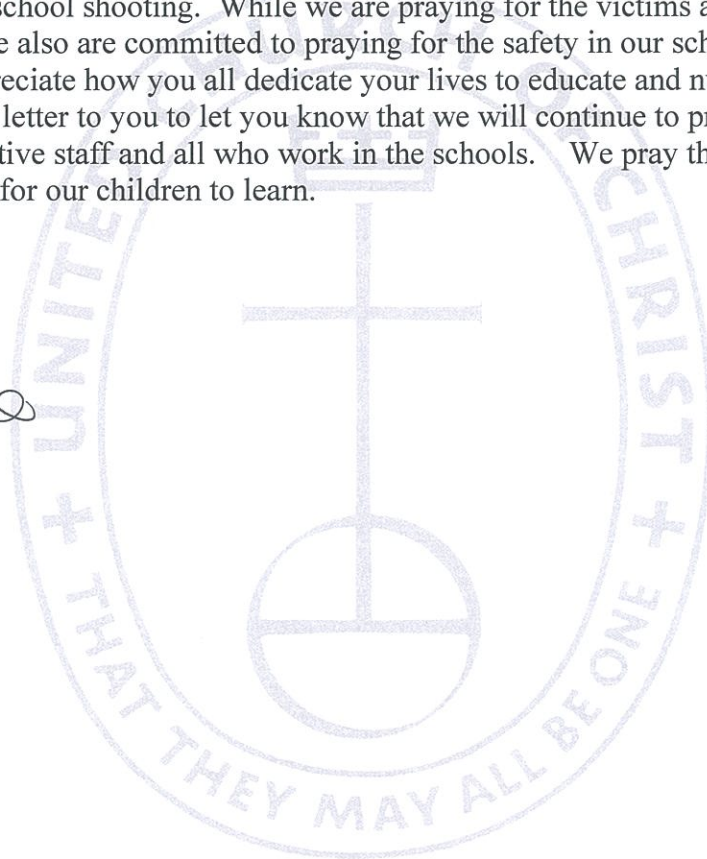 school shooting. While we are praying for the victims a
e also are committed to praying for the safety in our sch
reciate how you all dedicate your lives to educate and n
letter to you to let you know that we will continue to pr
tive staff and all who work in the schools. We pray th
for our children to learn.
UNITED CHURCH OF CHRIST
THAT THEY MAY ALL BE ONE